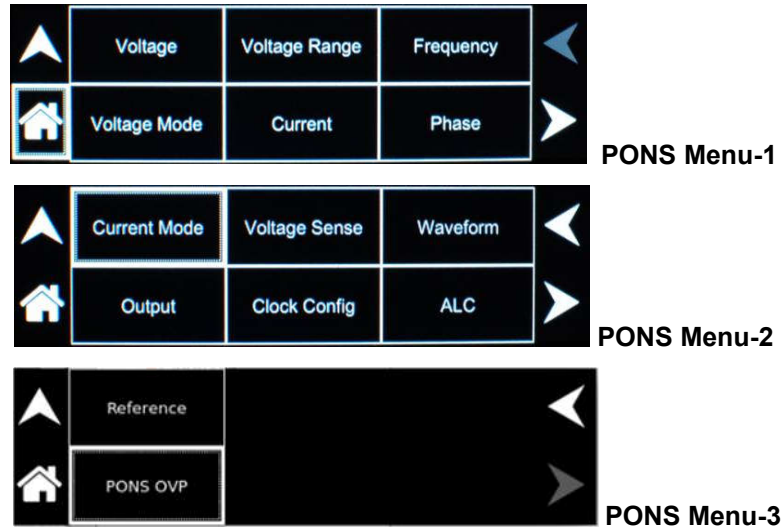 Voltage Voltage Range Frequency
Voltage Mode Current Phase
PONS Menu-1
Current Mode Voltage Sense Waveform
Output Clock Config ALC
PONS Menu-2
Reference
PONS OVP
PONS Menu-3